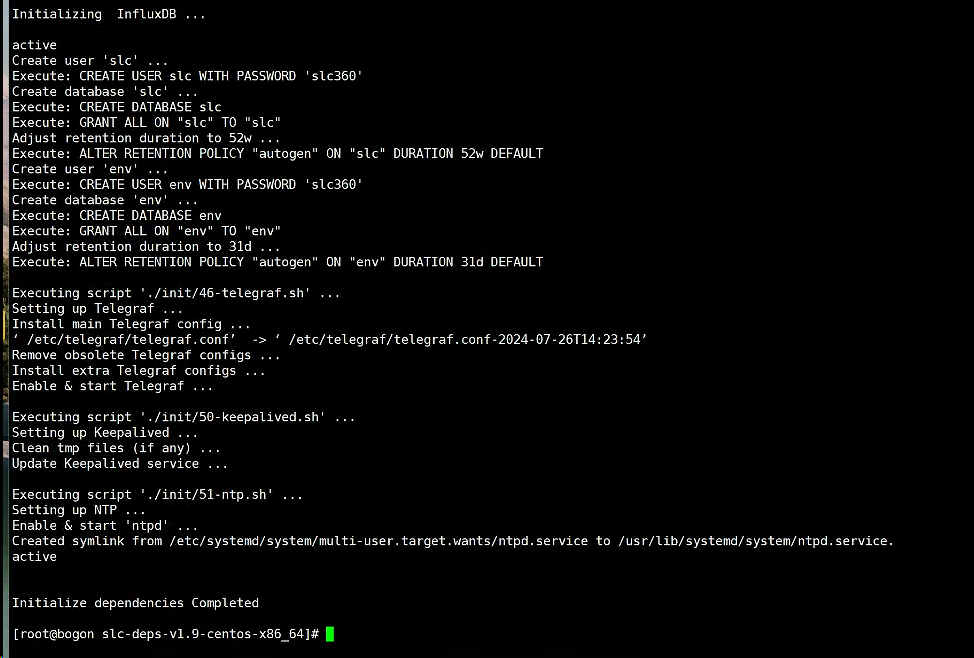 Initializing  InfluxDB ...
active
Create user 'slc' ...
Execute: CREATE USER slc WITH PASSWORD 'slc360'
Create database 'slc' ...
Execute: CREATE DATABASE slc
Execute: GRANT ALL ON "slc" TO "slc"
Adjust retention duration to 52w ...
Execute: ALTER RETENTION POLICY "autogen" ON "slc" DURATION 52w DEFAULT
Create user 'env' ...
Execute: CREATE USER env WITH PASSWORD 'slc360'
Create database 'env' ...
Execute: CREATE DATABASE env
Execute: GRANT ALL ON "env" TO "env"
Adjust retention duration to 31d ...
Execute: ALTER RETENTION POLICY "autogen" ON "env" DURATION 31d DEFAULT
Executing script './init/46-telegraf.sh' ...
Setting up Telegraf ...
Install main Telegraf config ...
‘ /etc/telegraf/telegraf.conf’  -> ‘ /etc/telegraf/telegraf.conf-2024-07-26T14:23:54’
Remove obsolete Telegraf configs ...
Install extra Telegraf configs ...
Enable & start Telegraf ...
Executing script './init/50-keepalived.sh' ...
Setting up Keepalived ...
Clean tmp files (if any) ...
Update Keepalived service ...
Executing script './init/51-ntp.sh' ...
Setting up NTP ...
Enable & start 'ntpd' ...
Created symlink from /etc/systemd/system/multi-user.target.wants/ntpd.service to /usr/lib/systemd/system/ntpd.service.
active
Initialize dependencies Completed
[root@bogon slc-deps-v1.9-centos-x86_64]#